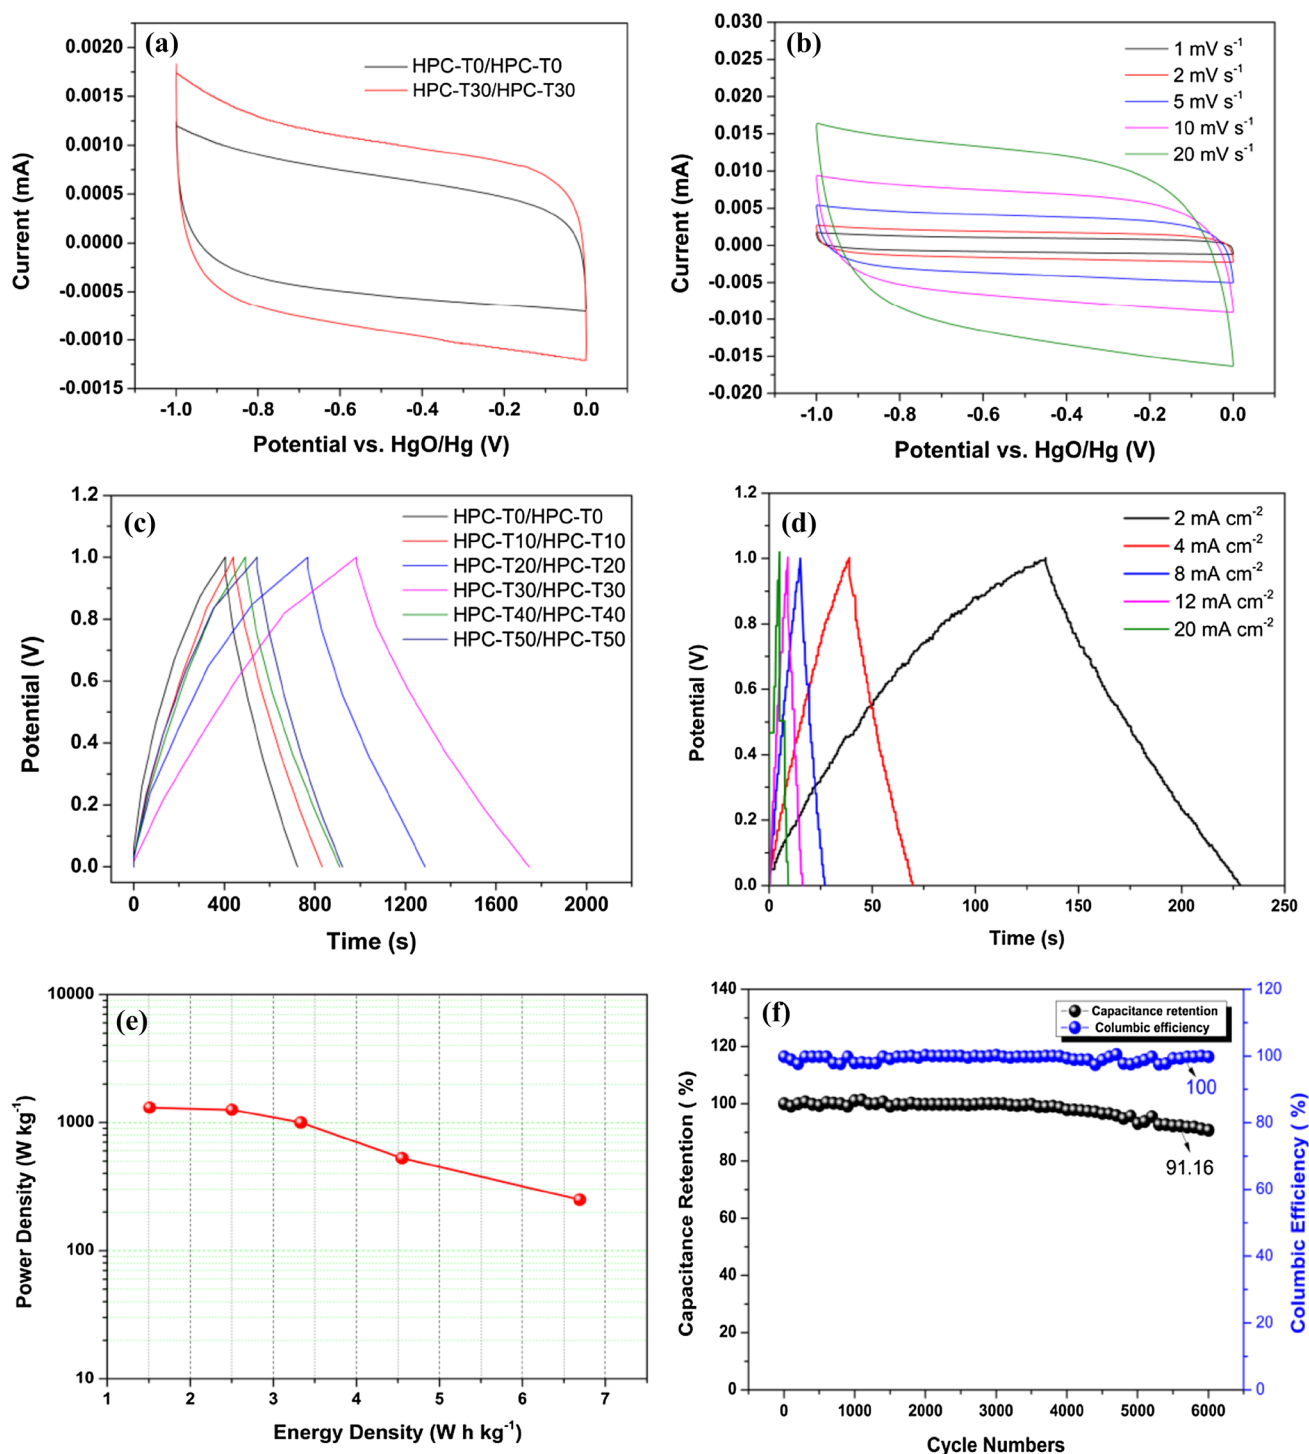 (a)
HPC-T0/HPC-T0
HPC-T30/HPC-T30
0.0020
0.0015
0.0010
0.0005
0.0000
-0.0005
-0.0010
-0.0015
Current (mA)
-1.0 -0.8 -0.6 -0.4 -0.2 0.0
Potential vs. HgO/Hg (V)
(b)
1 mV s⁻¹
2 mV s⁻¹
5 mV s⁻¹
10 mV s⁻¹
20 mV s⁻¹
0.030
0.025
0.020
0.015
0.010
0.005
0.000
-0.005
-0.010
-0.015
-0.020
Current (mA)
-1.0 -0.8 -0.6 -0.4 -0.2 0.0
Potential vs. HgO/Hg (V)
(c)
HPC-T0/HPC-T0
HPC-T10/HPC-T10
HPC-T20/HPC-T20
HPC-T30/HPC-T30
HPC-T40/HPC-T40
HPC-T50/HPC-T50
1.2
1.0
0.8
0.6
0.4
0.2
0.0
Potential (V)
0 400 800 1200 1600 2000
Time (s)
(d)
2 mA cm⁻²
4 mA cm⁻²
8 mA cm⁻²
12 mA cm⁻²
20 mA cm⁻²
1.2
1.0
0.8
0.6
0.4
0.2
0.0
Potential (V)
0 50 100 150 200 250
Time (s)
(e)
10000
1000
100
10
Power Density (W kg⁻¹)
1 2 3 4 5 6 7
Energy Density (W h kg⁻¹)
(f)
Capacitance retention
Columbic efficiency
140
120
100
80
60
40
20
0
Capacitance Retention ( %)
100
91.16
120
100
80
60
40
20
0
Columbic Efficiency ( %)
0 1000 2000 3000 4000 5000 6000
Cycle Numbers